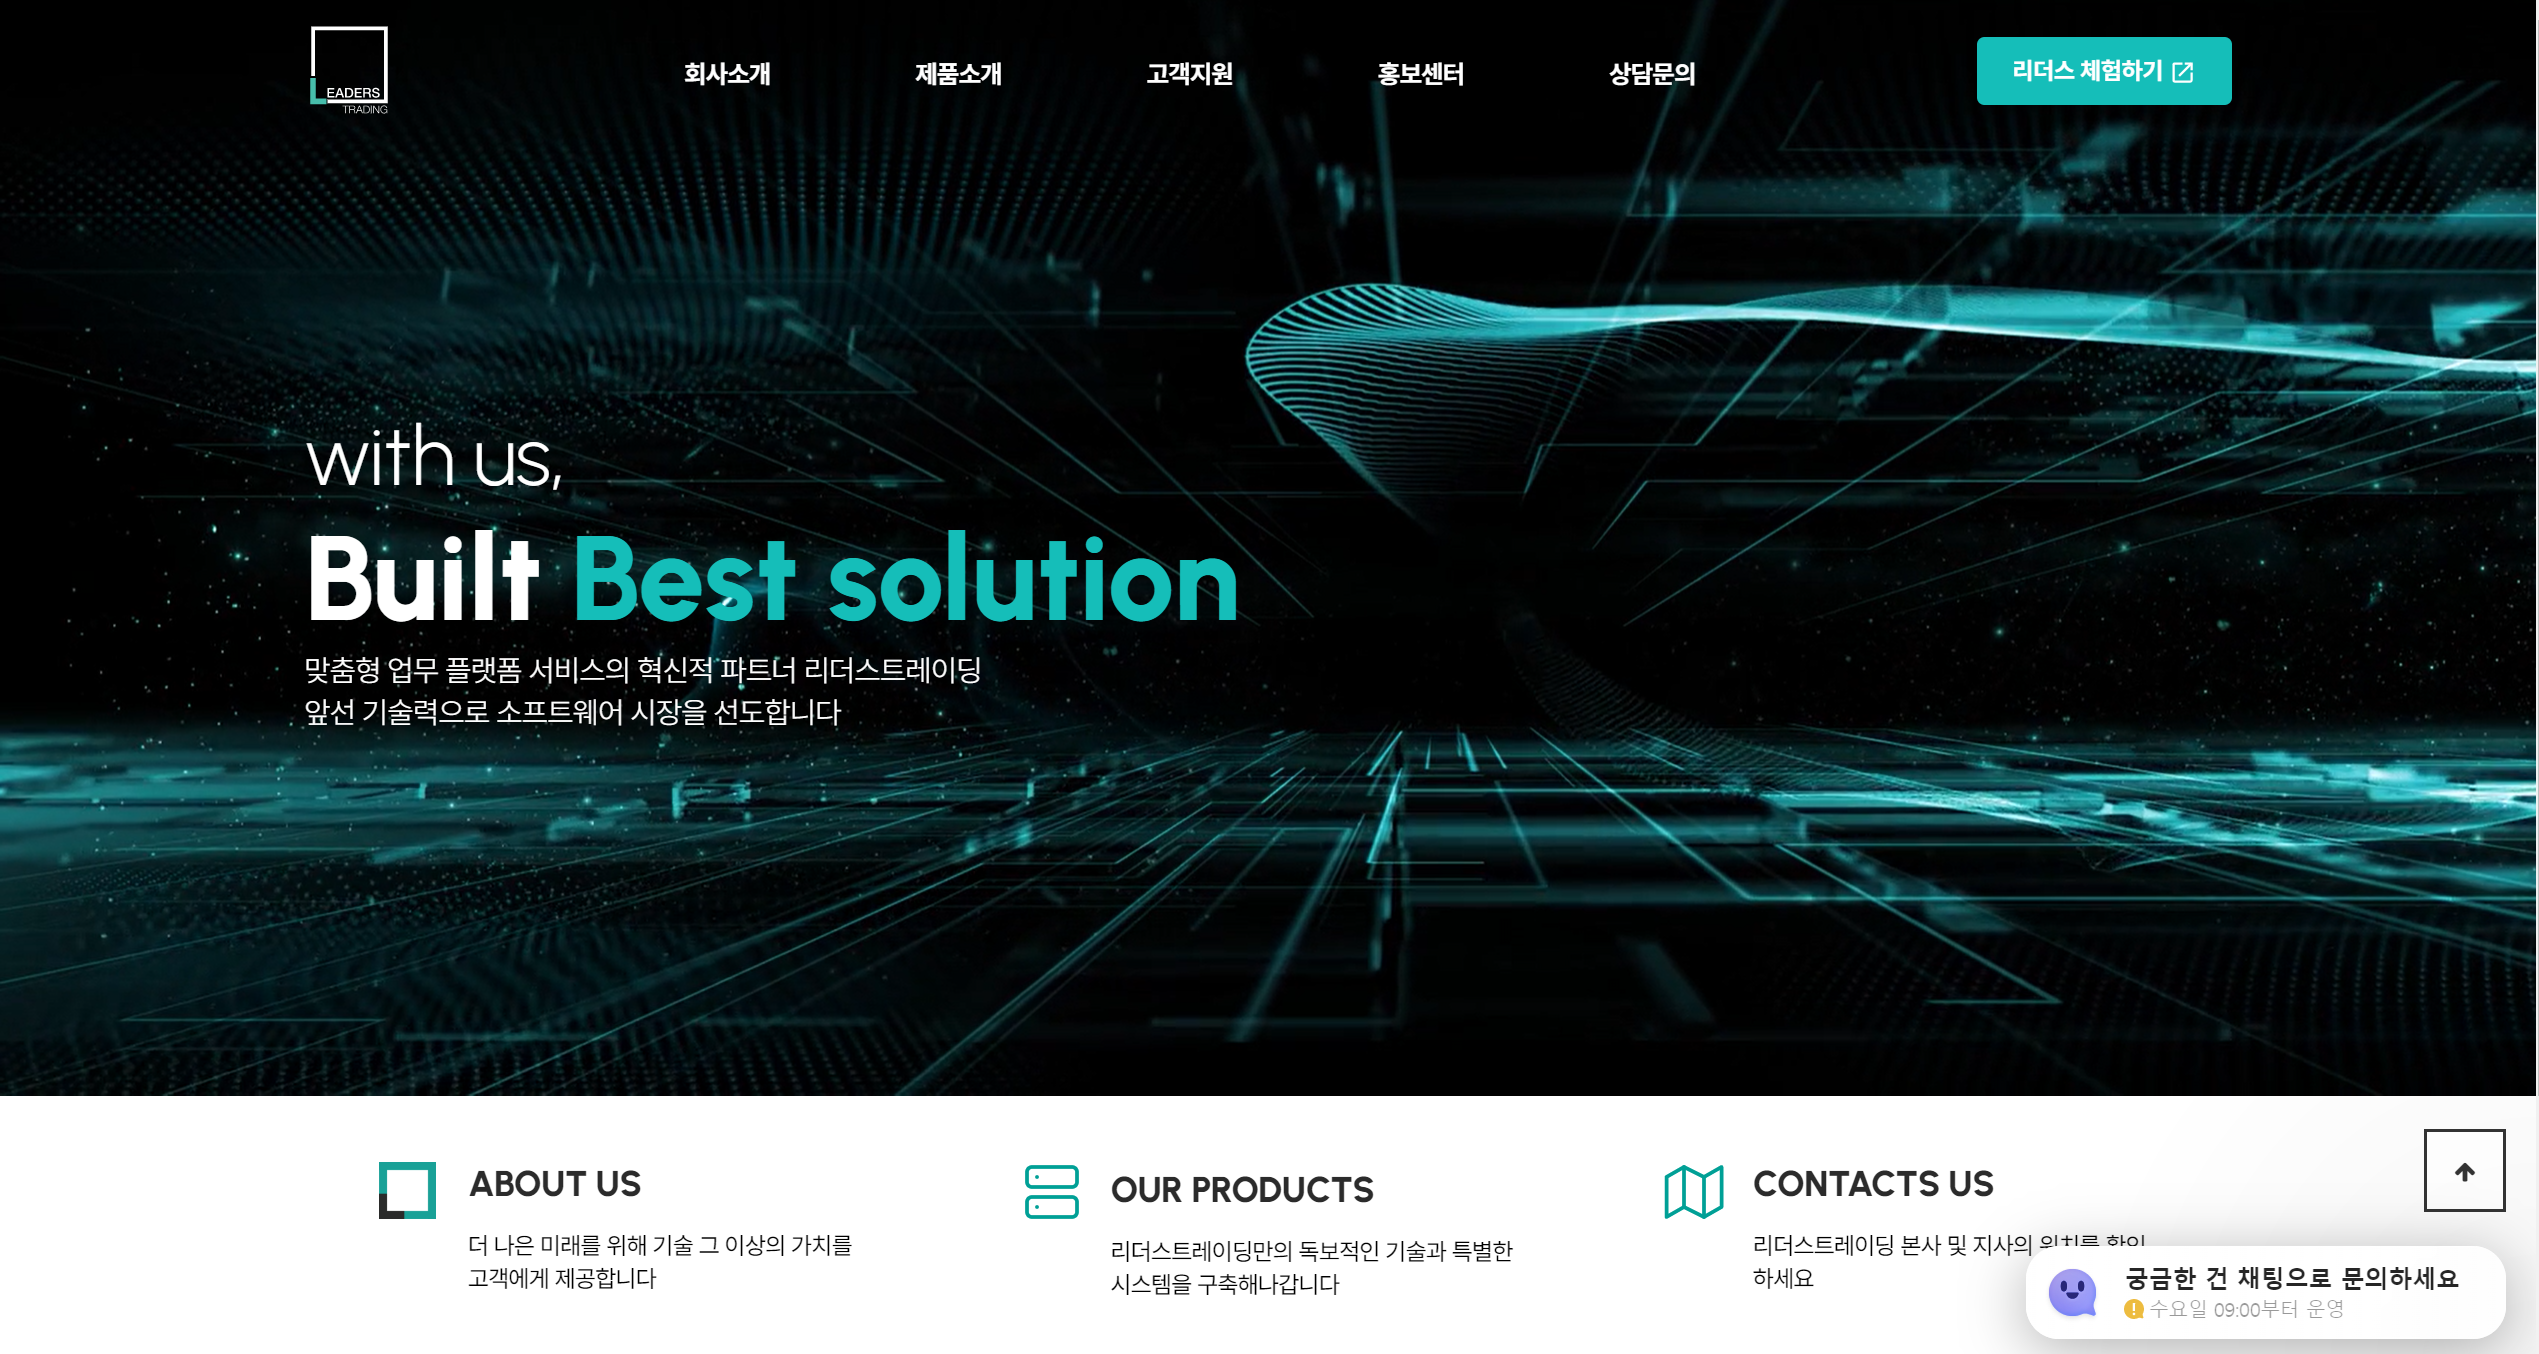 LEADERS
TRADING
회사소개
제품소개
고객지원
홍보센터
상담문의
리더스 체험하기
with us,
Built Best solution
맞춤형 업무 플랫폼 서비스의 혁신적 파트너 리더스트레이딩
앞선 기술력으로 소프트웨어 시장을 선도합니다
ABOUT US
더 나은 미래를 위해 기술 그 이상의 가치를
고객에게 제공합니다
OUR PRODUCTS
리더스트레이딩만의 독보적인 기술과 특별한
시스템을 구축해나갑니다
CONTACTS US
리더스트레이딩 본사 및 지사의 위치를 확인
하세요
궁금한 건 채팅으로 문의하세요
수요일 09:00부터 운영